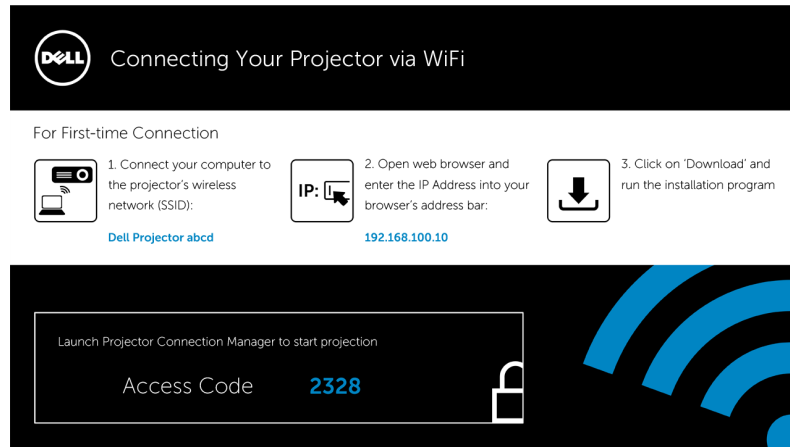 DELL
Connecting Your Projector via WiFi
For First-time Connection
1. Connect your computer to
the projector's wireless
network (SSID):
Dell Projector abcd
IP:
2. Open web browser and
enter the IP Address into your
browser's address bar:
192.168.100.10
3. Click on 'Download' and
run the installation program
Launch Projector Connection Manager to start projection
Access Code 2328